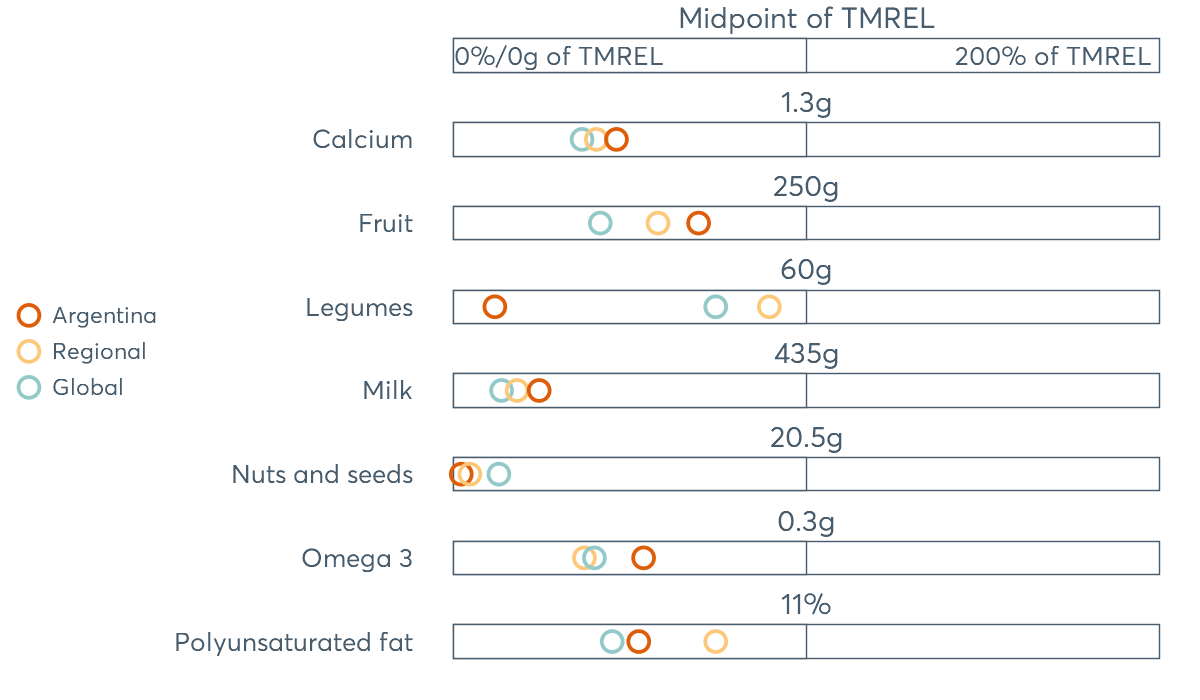 Midpoint of TMREL
0%/0g of TMREL
200% of TMREL
1.3g
Calcium
250g
Fruit
60g
Legumes
435g
Milk
20.5g
Nuts and seeds
0.3g
Omega 3
11%
Polyunsaturated fat
Argentina
Regional
Global